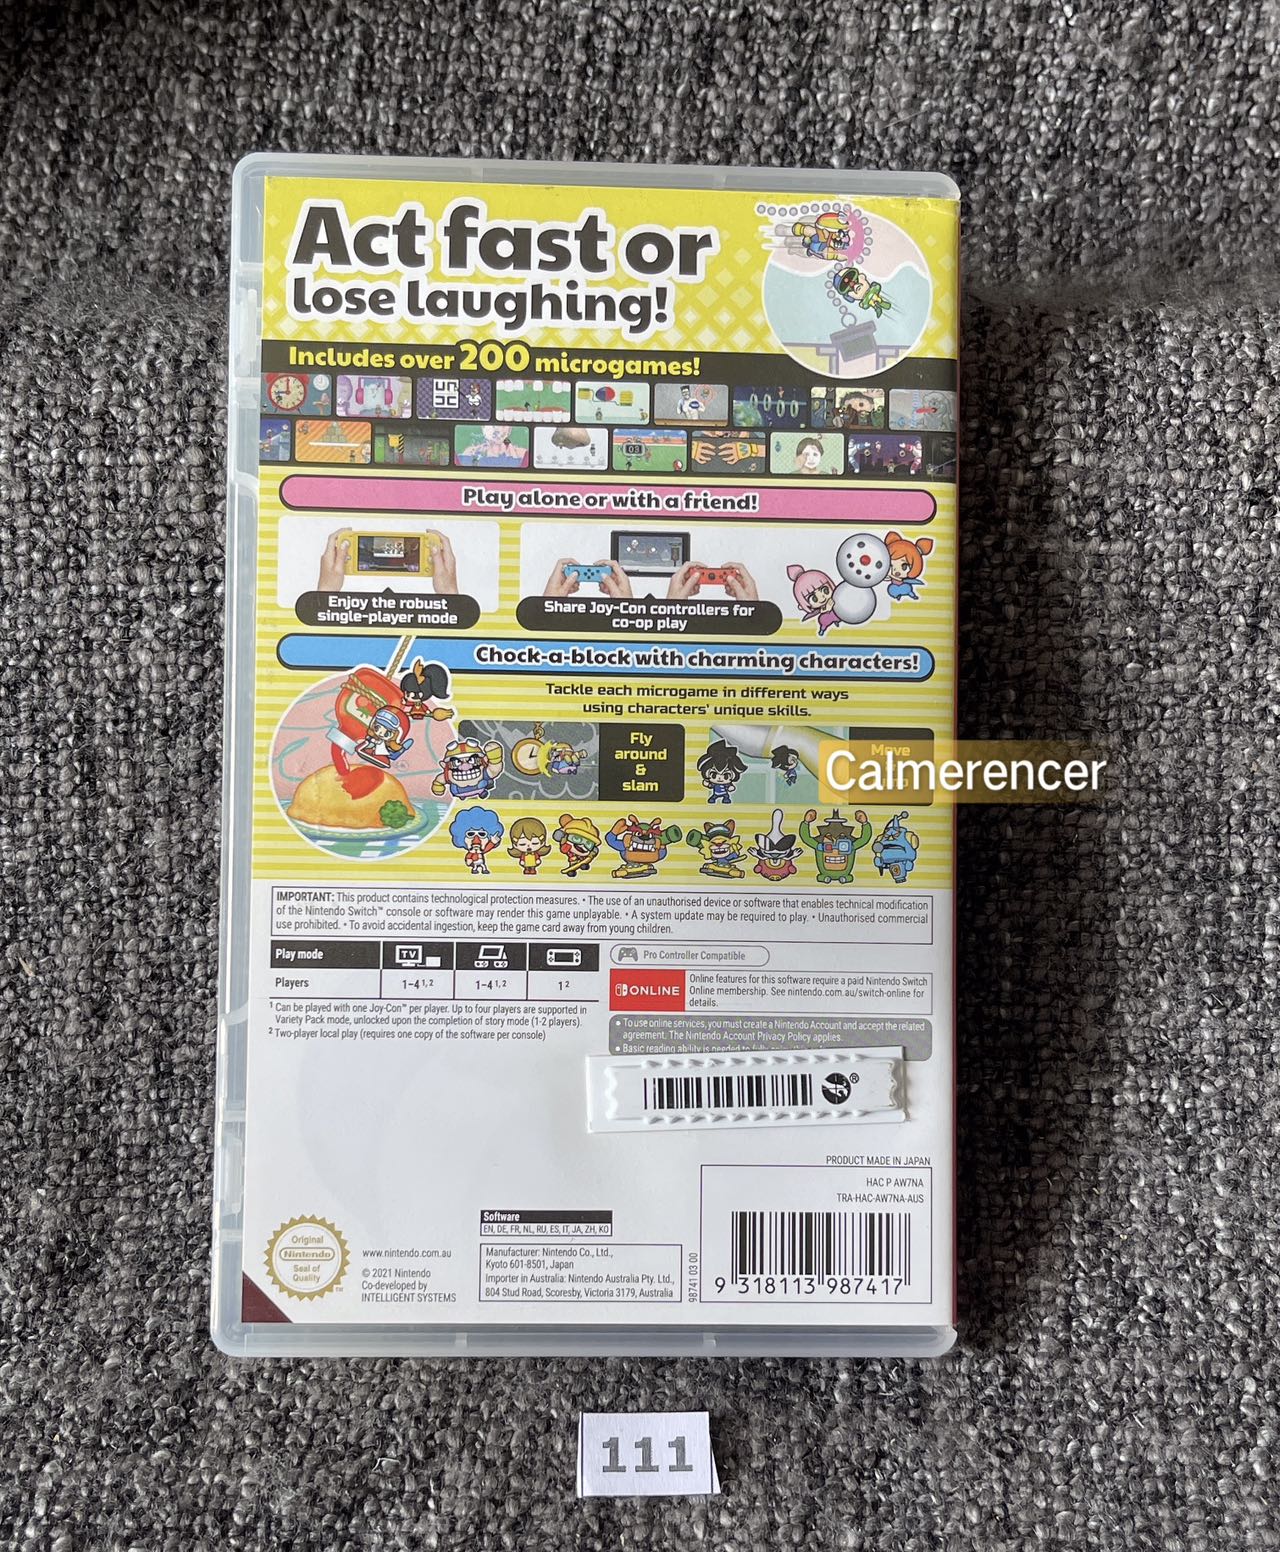 Act fast or
lose laughing!
Includes over 200 microgames!
Play alone or with a friend!
Enjoy the robust
single-player mode
Share Joy-Con controllers for
co-op play
Chock-a-block with charming characters!
Tackle each microgame in different ways
using characters' unique skills.
Fly
around
&
slam
Move
Calmerencer
IMPORTANT: This product contains technological protection measures. • The use of an unauthorised device or software that enables technical modification
of the Nintendo Switch™ console or software may render this game unplayable. • A system update may be required to play. • Unauthorised commercial
use prohibited. • To avoid accidental ingestion, keep the game card away from young children.
Play mode TV
Players 1-4 1,2 1-4 1,2 1 2
1 Can be played with one Joy-Con™ per player. Up to four players are supported in
Variety Pack mode, unlocked upon the completion of story mode (1-2 players).
2 Two-player local play (requires one copy of the software per console)
Pro Controller Compatible
ONLINE
Online features for this software require a paid Nintendo Switch
Online membership. See nintendo.com.au/switch-online for
details.
• To use online services, you must create a Nintendo Account and accept the related
agreement. The Nintendo Account Privacy Policy applies.
• Basic reading ability is needed to fully
®
PRODUCT MADE IN JAPAN
HAC P AW7NA
TRA-HAC-AW7NA-AUS
9 318113 987417
98741 03 00
Software
EN, DE, FR, NL, RU, ES, IT, JA, ZH, KO
Manufacturer: Nintendo Co., Ltd.,
Kyoto 601-8501, Japan
Importer in Australia: Nintendo Australia Pty. Ltd.,
804 Stud Road, Scoresby, Victoria 3179, Australia
Original
Nintendo
Seal of
Quality
™
www.nintendo.com.au
© 2021 Nintendo
Co-developed by
INTELLIGENT SYSTEMS
111